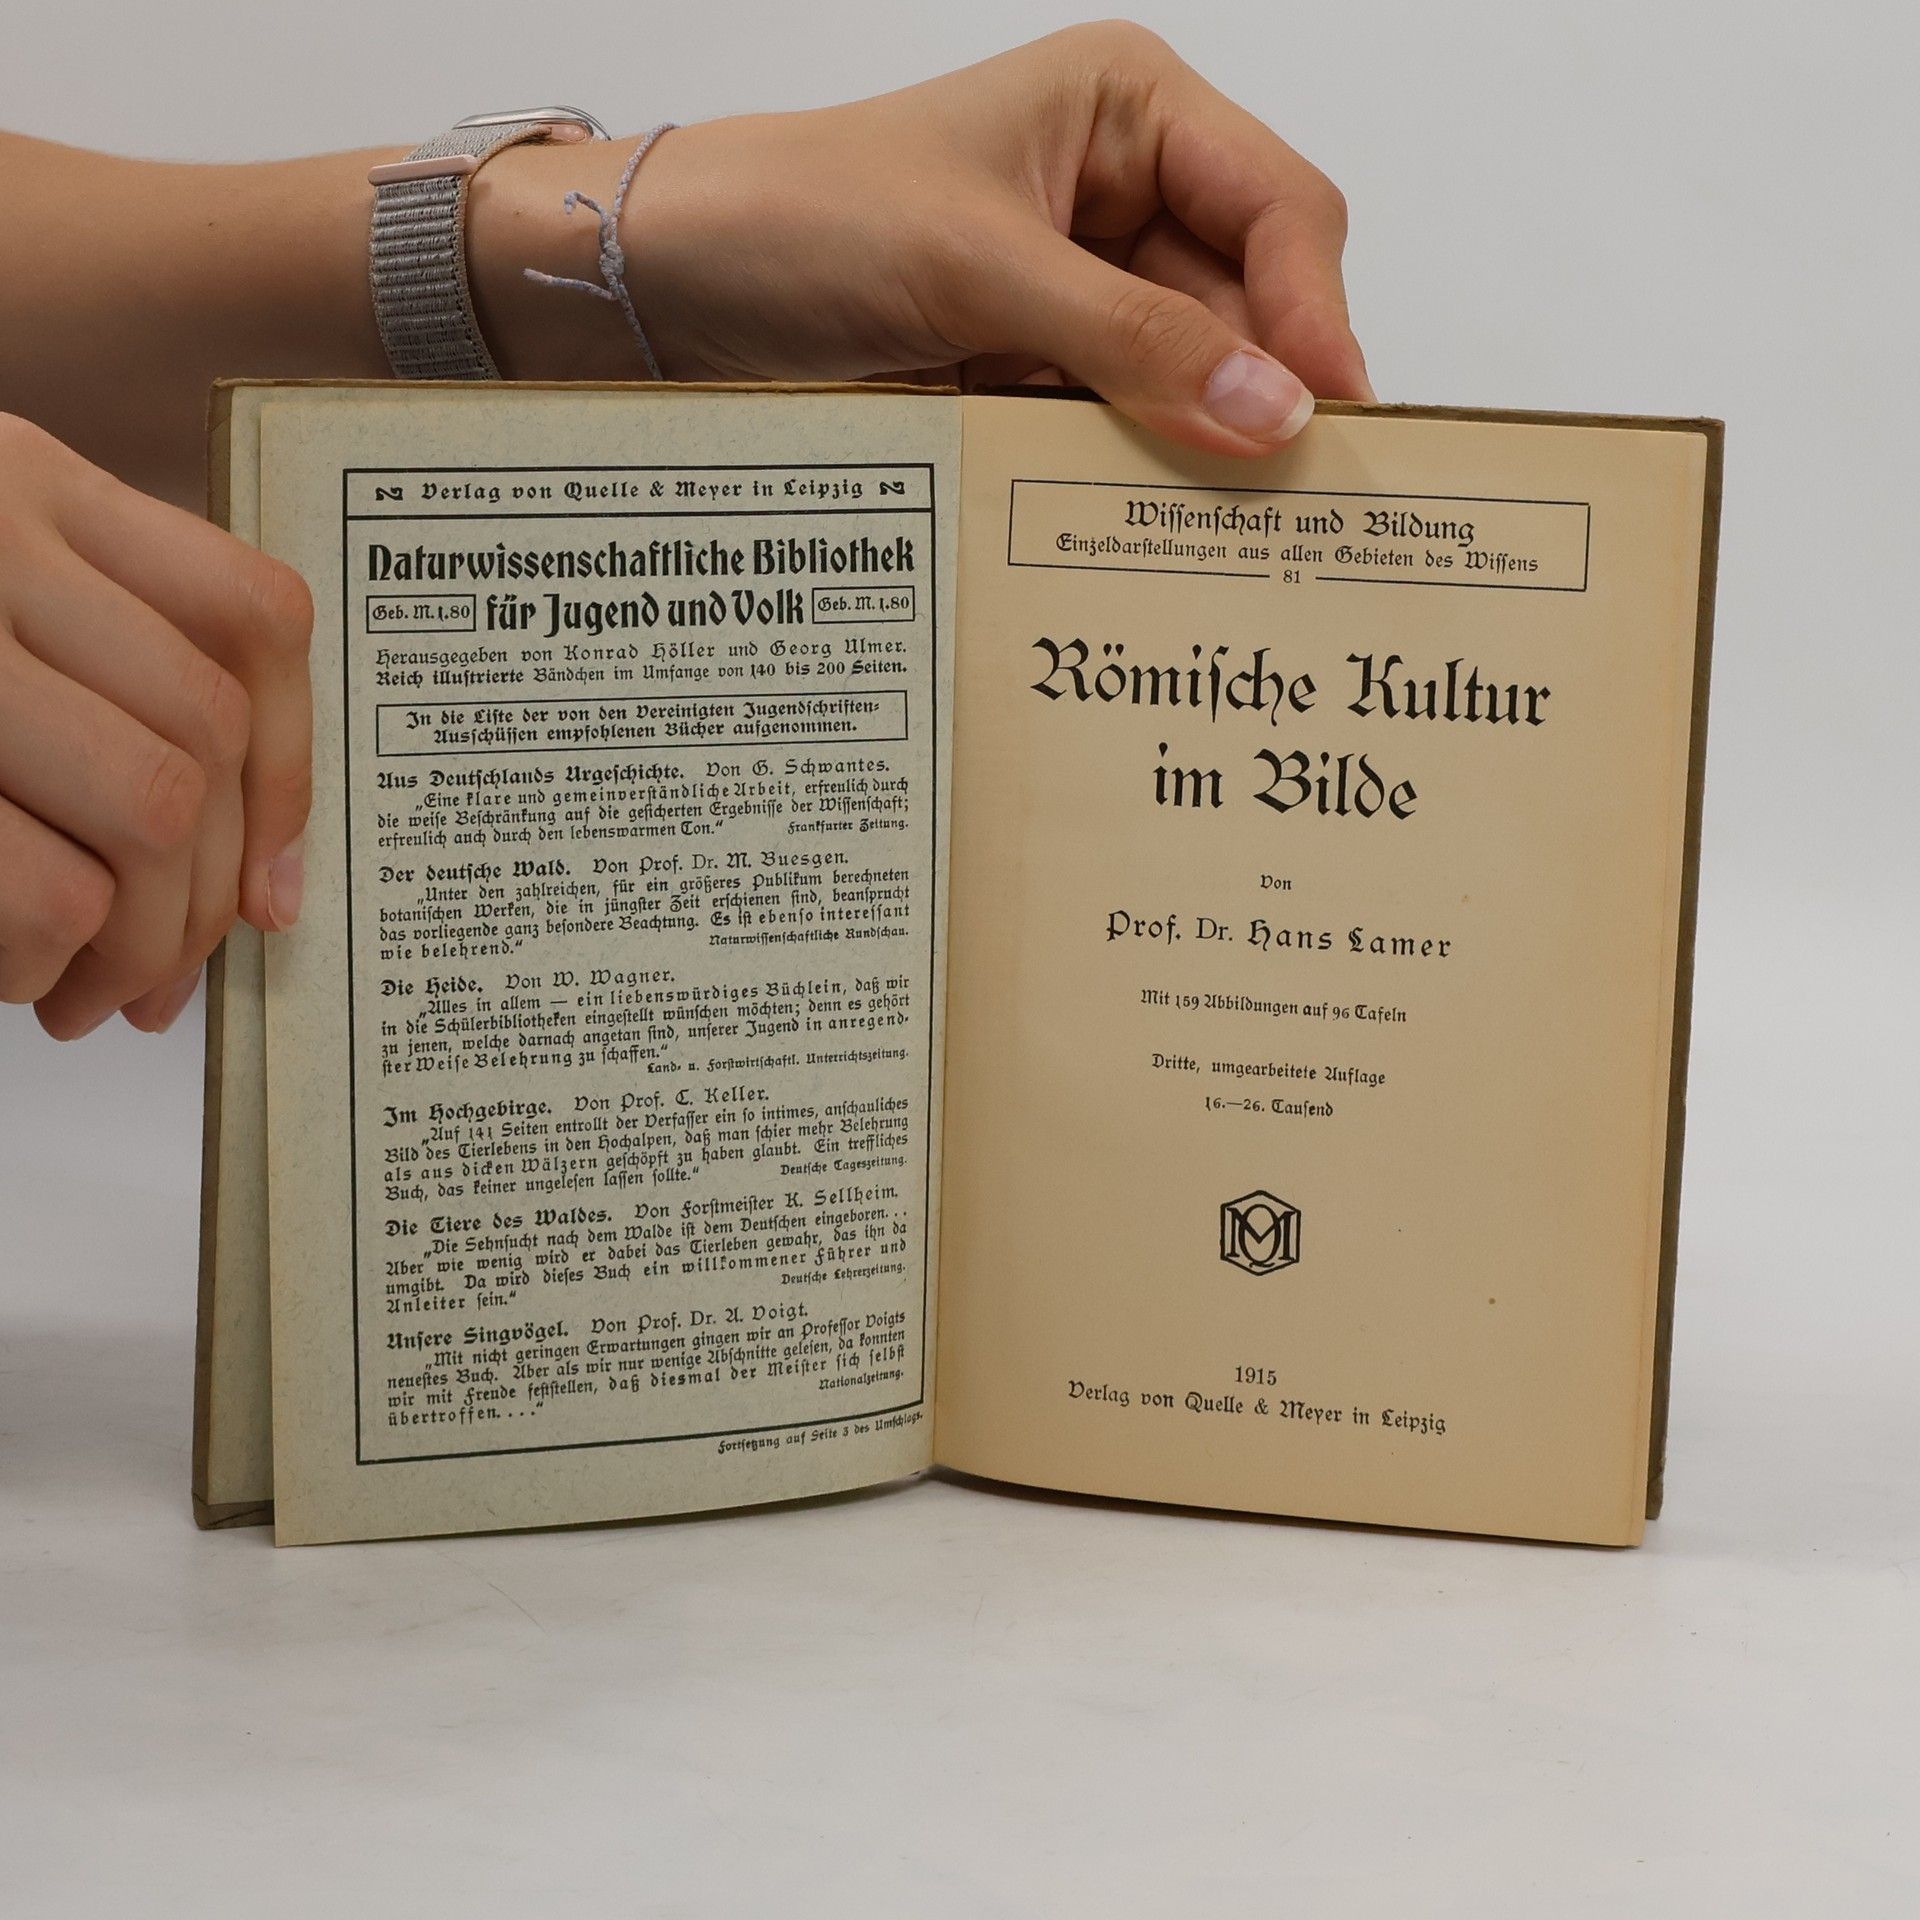 Verlag von Quelle & Meyer in Leipzig
Naturwissenschaftliche Bibliothek
Geb. M. 1.80 für Jugend und Volk Geb. M. 1.80
Herausgegeben von Konrad Höller und Georg Ulmer.
Reich illuſtrierte Bändchen im Umfange von 140 bis 200 Seiten.
In die Liſte der von den Vereinigten Jugendſchriften-
Ausſchüſſen empfohlenen Bücher aufgenommen.
Aus Deutſchlands Urgeſchichte. Von G. Schwantes.
„Eine klare und gemeinverſtändliche Arbeit, erfreulich durch
die weiſe Beſchränkung auf die geſicherten Ergebniſſe der Wiſſenſchaft;
erfreulich auch durch den lebenswarmen Ton.“ Frankfurter Zeitung.
Der deutſche Wald. Von Prof. Dr. M. Buesgen.
„Unter den zahlreichen, für ein größeres Publikum berechneten
botaniſchen Werken, die in jüngſter Zeit erſchienen ſind, beanſprucht
das vorliegende ganz beſondere Beachtung. Es iſt ebenſo intereſſant
wie belehrend.“ Naturwiſſenſchaftliche Rundſchau.
Die Heide. Von W. Wagner.
„Alles in allem — ein liebenswürdiges Büchlein, daß wir
in die Schülerbibliotheken eingeſtellt wünſchen möchten; denn es gehört
zu jenen, welche darnach angetan ſind, unſerer Jugend in anregend-
ſter Weiſe Belehrung zu ſchaffen.“ Land- u. Forſtwirtſchaftl. Unterrichtszeitung.
Im Hochgebirge. Von Prof. C. Keller.
„Auf 141 Seiten entrollt der Verfaſſer ein ſo intimes, anſchauliches
Bild des Tierlebens in den Hochalpen, daß man ſchier mehr Belehrung
als aus dicken Wälzern geſchöpft zu haben glaubt. Ein treffliches
Buch, das keiner ungeleſen laſſen ſollte.“ Deutſche Tageszeitung.
Die Tiere des Waldes. Von Forſtmeiſter K. Sellheim.
„Die Sehnſucht nach dem Walde iſt dem Deutſchen eingeboren. . .
Aber wie wenig wird er dabei das Tierleben gewahr, das ihn da
umgibt. Da wird dieſes Buch ein willkommener Führer und
Anleiter ſein.“ Deutſche Lehrerzeitung.
Unſere Singvögel. Von Prof. Dr. A. Voigt.
„Mit nicht geringen Erwartungen gingen wir an Profeſſor Voigts
neueſtes Buch. Aber als wir nur wenige Abſchnitte geleſen, da konnten
wir mit Freude feſtſtellen, daß diesmal der Meiſter ſich ſelbſt
übertroffen. . . .“ Nationalzeitung.
Fortſetzung auf Seite 3 des Umſchlags.
Wiſſenſchaft und Bildung
Einzeldarſtellungen aus allen Gebieten des Wiſſens
81
Römiſche Kultur
im Bilde
Von
Prof. Dr. Hans Lamer
Mit 159 Abbildungen auf 96 Tafeln
Dritte, umgearbeitete Auflage
16.—26. Tauſend
QM
1915
Verlag von Quelle & Meyer in Leipzig